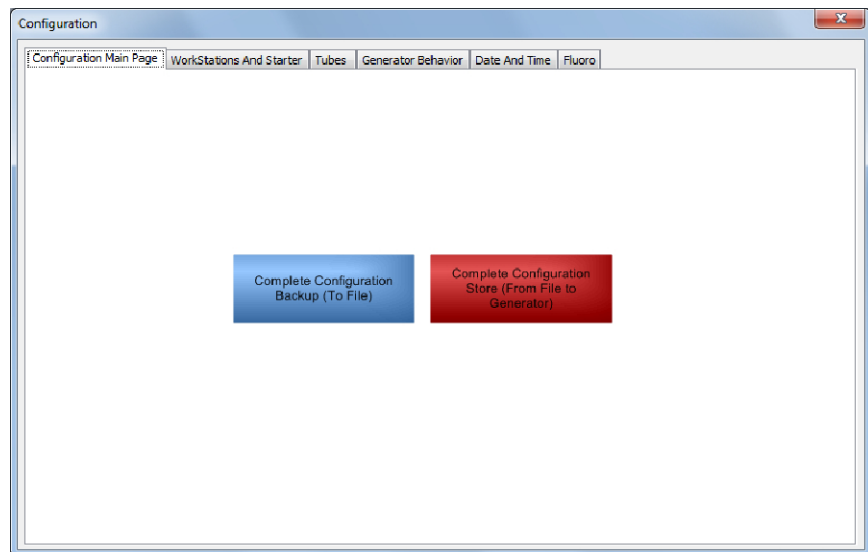 Configuration
Configuration Main Page WorkStations And Starter Tubes Generator Behavior Date And Time Fluoro
Complete Configuration
Backup (To File)
Complete Configuration
Store (From File to
Generator)